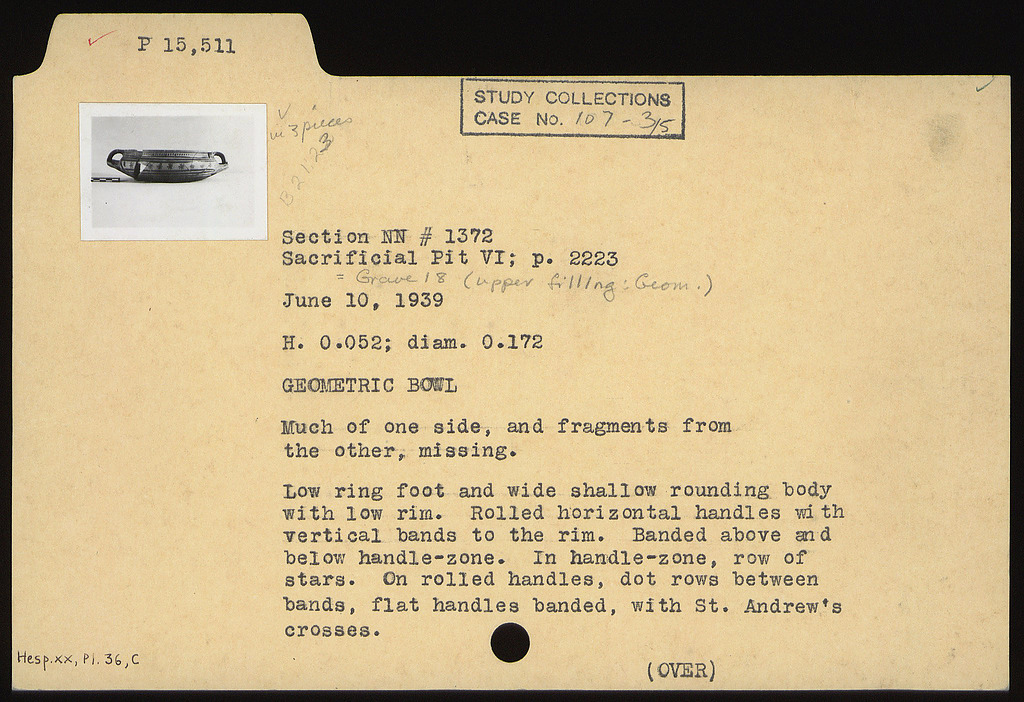 P 15,511
STUDY COLLECTIONS
CASE No. 107 - 3/5
in 3 pieces
Section NN # 1372
Sacrificial Pit VI; p. 2223
= Grave 18 (upper filling: Geom.)
June 10, 1939
H. 0.052; diam. 0.172
GEOMETRIC BOWL
Much of one side, and fragments from
the other, missing.
Low ring foot and wide shallow rounding body
with low rim. Rolled horizontal handles with
vertical bands to the rim. Banded above and
below handle-zone. In handle-zone, row of
stars. On rolled handles, dot rows between
bands, flat handles banded, with St. Andrew's
crosses.
Hesp. xx, Pl. 36, C
(OVER)